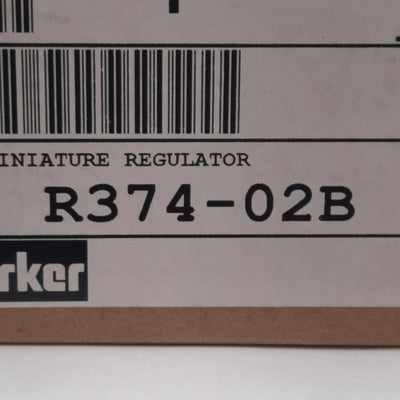 INIATURE REGULATOR
R374-02B
rker